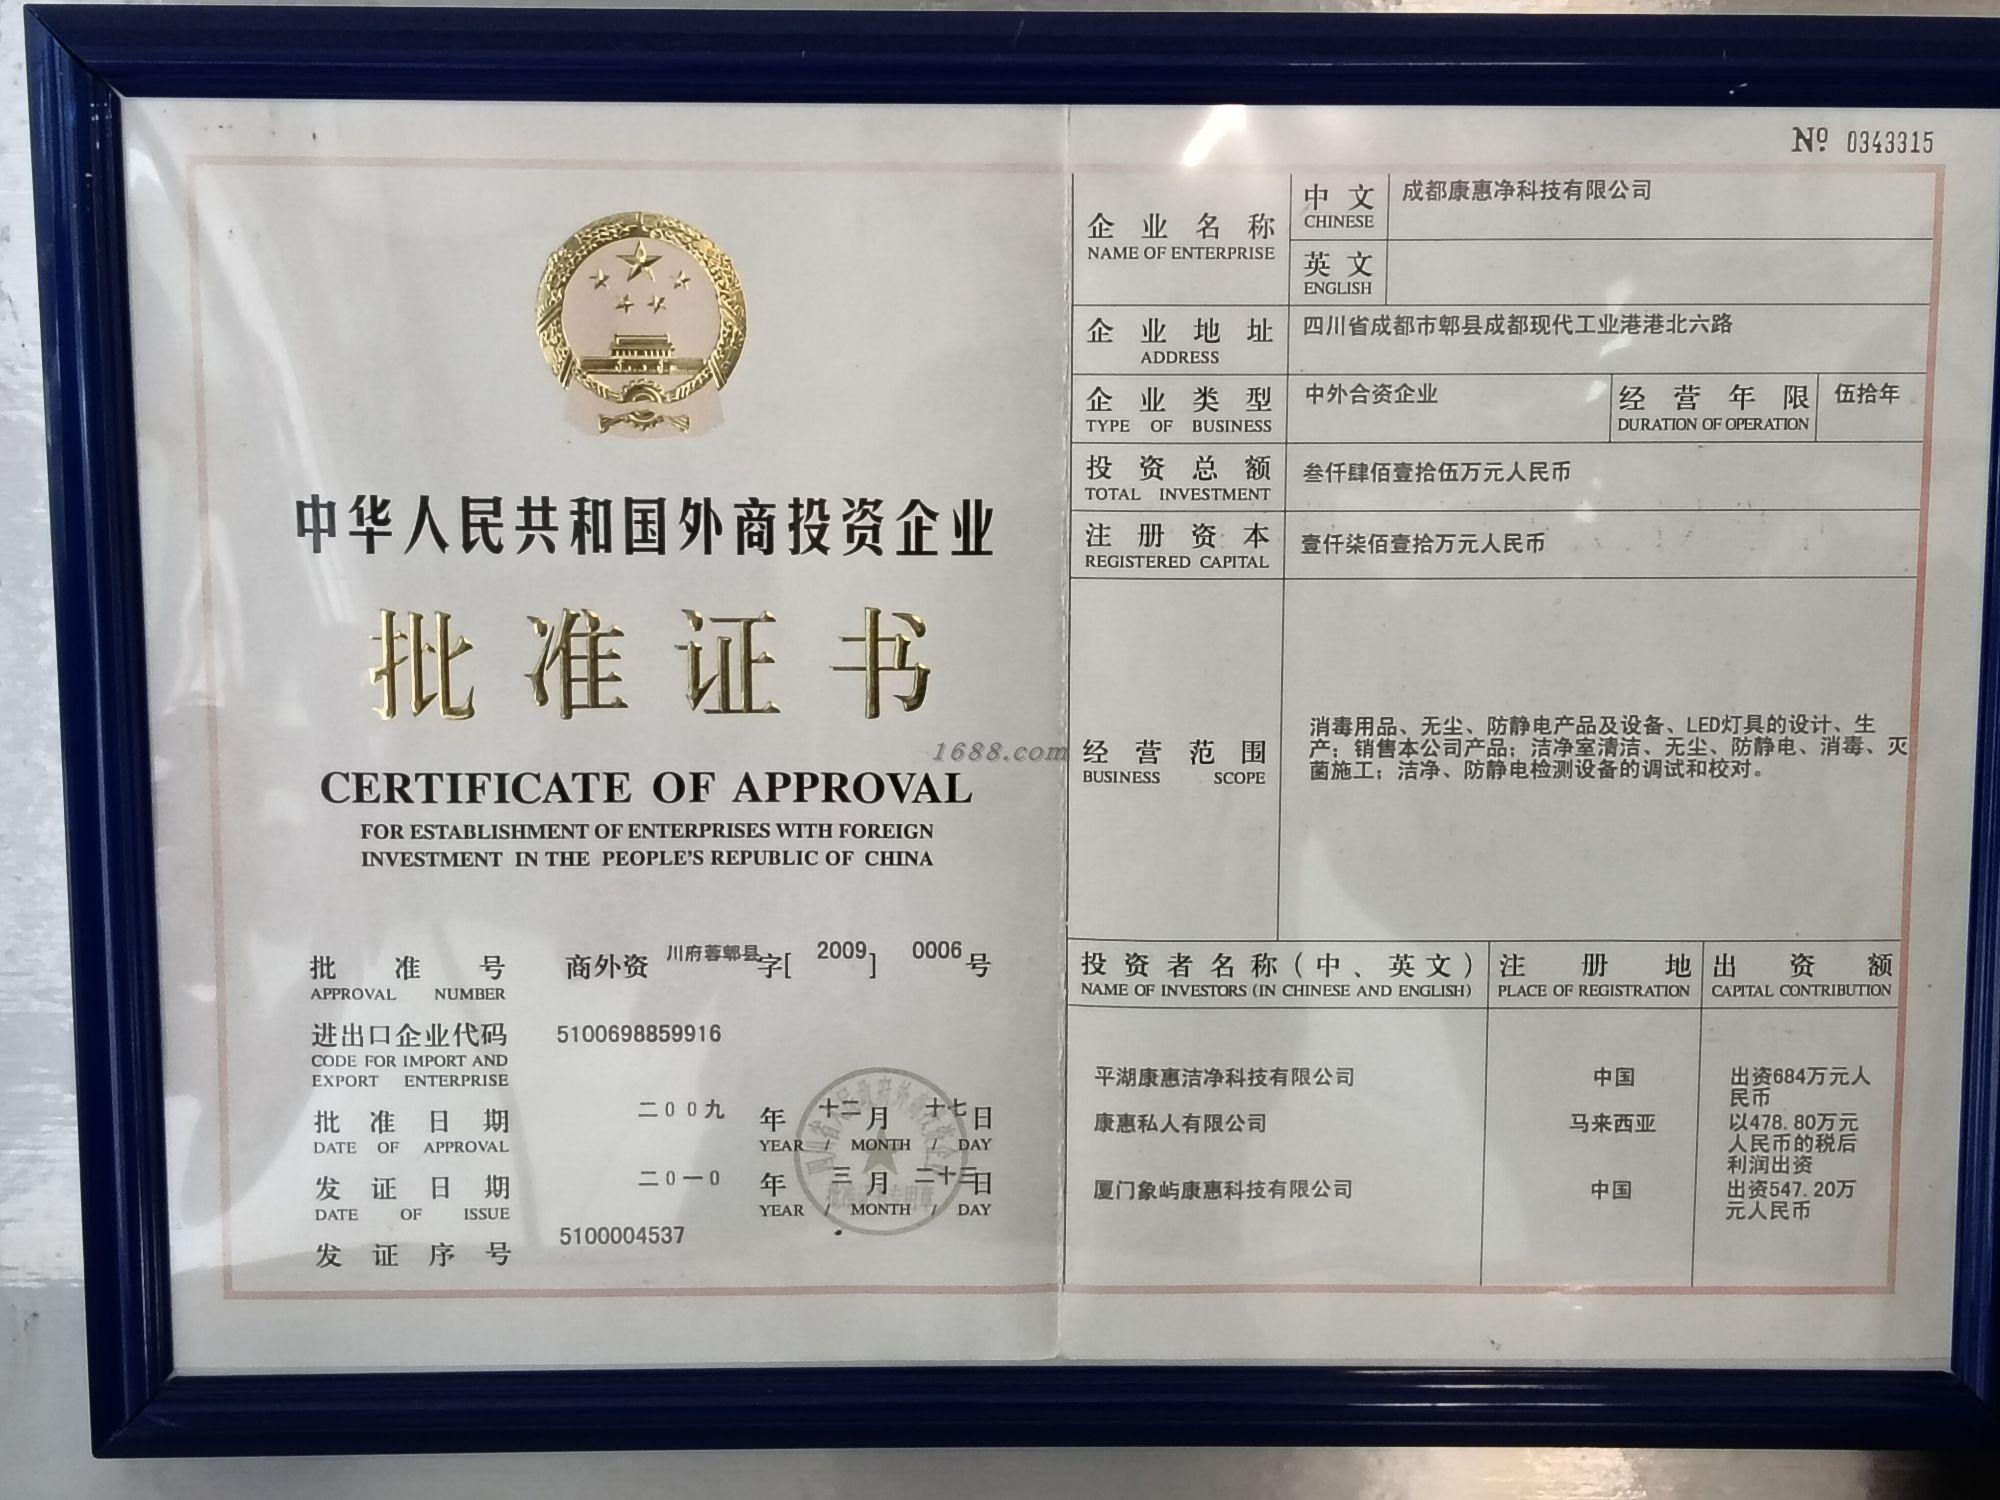 中华人民共和国外商投资企业
批准证书
1688.com
CERTIFICATE OF APPROVAL
FOR ESTABLISHMENT OF ENTERPRISES WITH FOREIGN
INVESTMENT IN THE PEOPLE'S REPUBLIC OF CHINA
批准号 商外资 川府蓉郫县 字[ 2009 ] 0006 号
APPROVAL NUMBER
进出口企业代码 5100698859916
CODE FOR IMPORT AND
EXPORT ENTERPRISE
批准日期 二00九 年 十二 月 十七 日
DATE OF APPROVAL YEAR / MONTH / DAY
发证日期 二0一0 年 三 月 二十三 日
DATE OF ISSUE YEAR / MONTH / DAY
发证序号 5100004537
批准证书专用章
№ 0343315
企业名称 中文 成都康惠净科技有限公司
NAME OF ENTERPRISE CHINESE
英文
ENGLISH
企业地址 四川省成都市郫县成都现代工业港港北六路
ADDRESS
企业类型 中外合资企业 经营年限 伍拾年
TYPE OF BUSINESS DURATION OF OPERATION
投资总额 叁仟肆佰壹拾伍万元人民币
TOTAL INVESTMENT
注册资本 壹仟柒佰壹拾万元人民币
REGISTERED CAPITAL
经营范围
BUSINESS SCOPE
消毒用品、无尘、防静电产品及设备、LED灯具的设计、生
产；销售本公司产品；洁净室清洁、无尘、防静电、消毒、灭
菌施工；洁净、防静电检测设备的调试和校对。
投资者名称（中、英文） 注册地 出资额
NAME OF INVESTORS (IN CHINESE AND ENGLISH) PLACE OF REGISTRATION CAPITAL CONTRIBUTION
平湖康惠洁净科技有限公司 中国 出资684万元人
民币
康惠私人有限公司 马来西亚 以478.80万元
人民币的税后
利润出资
厦门象屿康惠科技有限公司 中国 出资547.20万
元人民币